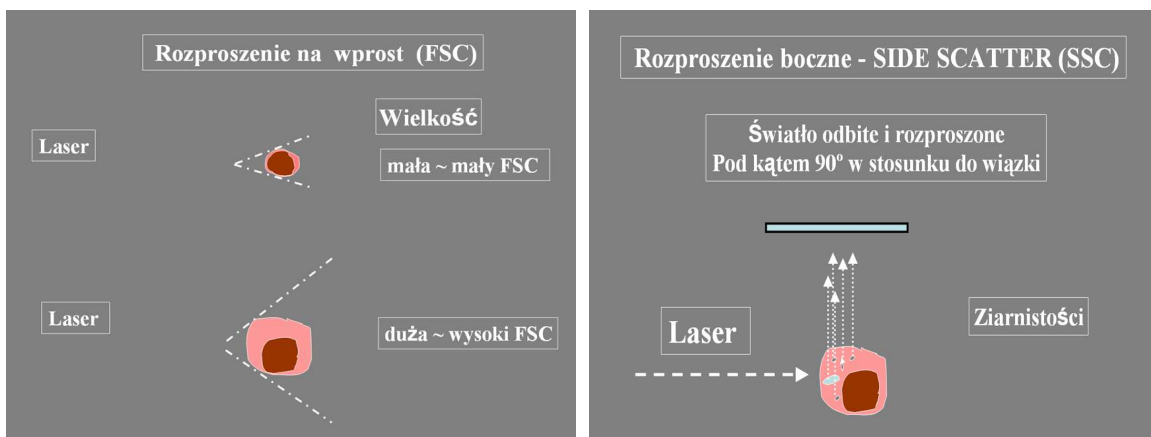 Rozproszenie na wprost (FSC)
Wielkość
Laser
mała ~ mały FSC
Laser
duża ~ wysoki FSC
Rozproszenie boczne - SIDE SCATTER (SSC)
Światło odbite i rozproszone
Pod kątem 90º w stosunku do wiązki
Laser
Ziarnistości